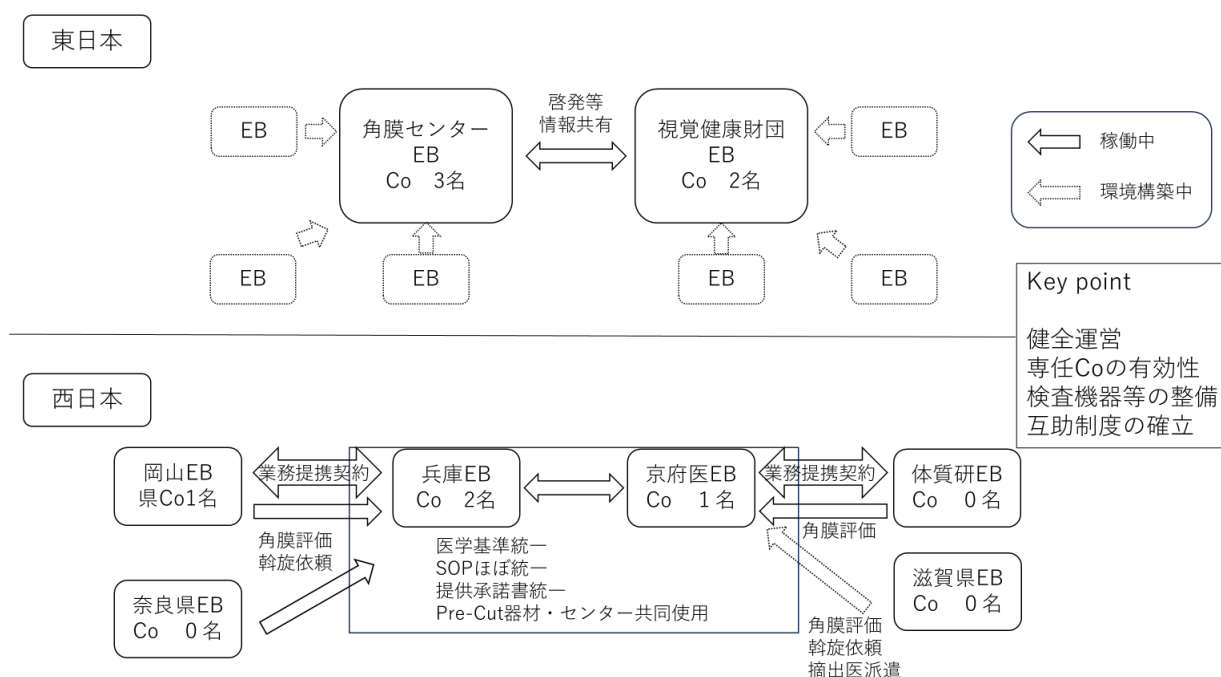 東日本
EB
角膜センター
EB
Co 3名
啓発等
情報共有
視覚健康財団
EB
Co 2名
EB
稼働中
環境構築中
EB
EB
EB
EB
Key point
健全運営
専任Coの有効性
検査機器等の整備
互助制度の確立
西日本
岡山EB
県Co1名
業務提携契約
兵庫EB
Co 2名
京府医EB
Co 1名
業務提携契約
体質研EB
Co 0名
角膜評価
斡旋依頼
角膜評価
医学基準統一
SOPほぼ統一
提供承諾書統一
Pre-Cut器材・センター共同使用
奈良県EB
Co 0名
滋賀県EB
Co 0名
角膜評価
斡旋依頼
摘出医派遣